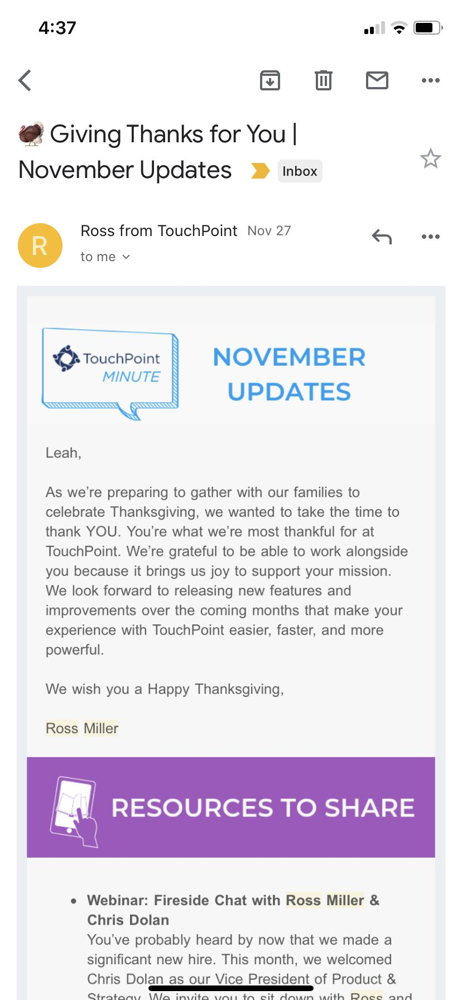 4:37
🦃 Giving Thanks for You |
November Updates Inbox
R
Ross from TouchPoint Nov 27
to me
TouchPoint
MINUTE
NOVEMBER
UPDATES
Leah,
As we’re preparing to gather with our families to
celebrate Thanksgiving, we wanted to take the time to
thank YOU. You’re what we’re most thankful for at
TouchPoint. We’re grateful to be able to work alongside
you because it brings us joy to support your mission.
We look forward to releasing new features and
improvements over the coming months that make your
experience with TouchPoint easier, faster, and more
powerful.
We wish you a Happy Thanksgiving,
Ross Miller
RESOURCES TO SHARE
• Webinar: Fireside Chat with Ross Miller &
Chris Dolan
You’ve probably heard by now that we made a
significant new hire. This month, we welcomed
Chris Dolan as our Vice President of Product &
Strategy. We invite you to sit down with Ross and